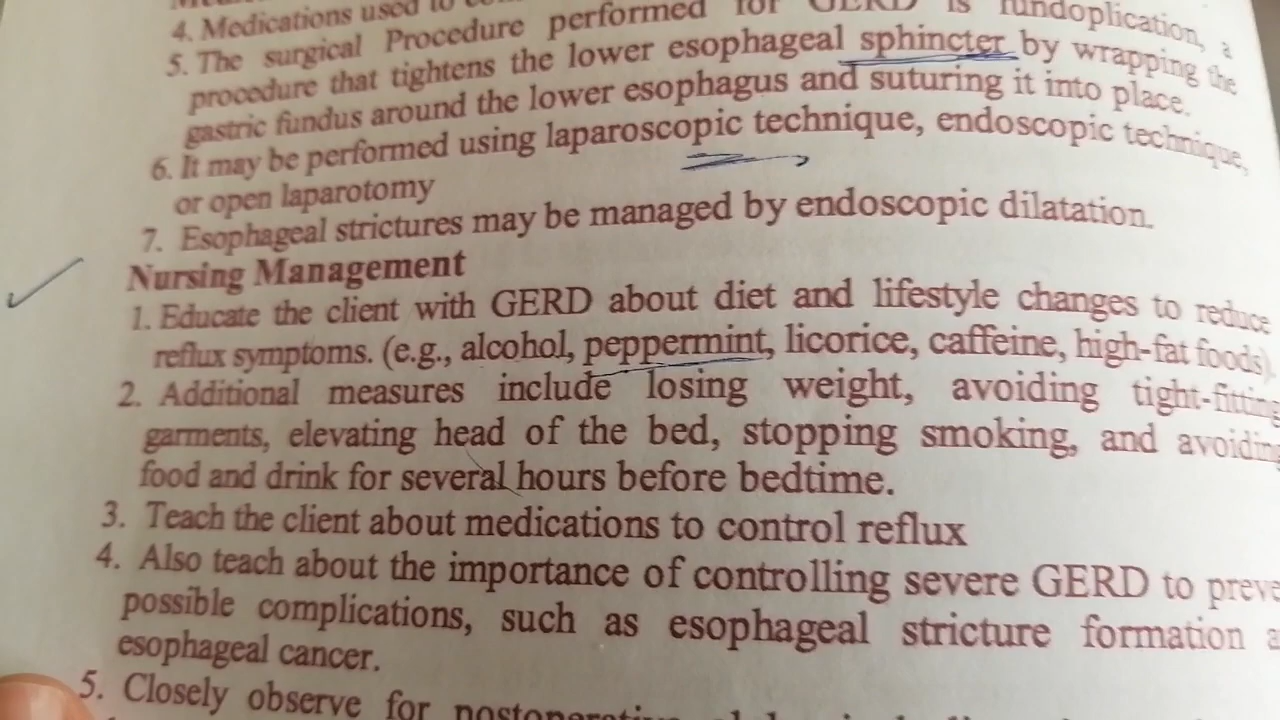 4. Medications used to
5. The surgical Procedure performed for GERD is fundoplication, a
procedure that tightens the lower esophageal sphincter by wrapping the
gastric fundus around the lower esophagus and suturing it into place.
6. It may be performed using laparoscopic technique, endoscopic technique,
or open laparotomy
7. Esophageal strictures may be managed by endoscopic dilatation.
Nursing Management
1. Educate the client with GERD about diet and lifestyle changes to reduce
reflux symptoms. (e.g., alcohol, peppermint, licorice, caffeine, high-fat foods).
2. Additional measures include losing weight, avoiding tight-fitting
garments, elevating head of the bed, stopping smoking, and avoiding
food and drink for several hours before bedtime.
3. Teach the client about medications to control reflux
4. Also teach about the importance of controlling severe GERD to preve
possible complications, such as esophageal stricture formation a
esophageal cancer.
5. Closely observe for postoperative